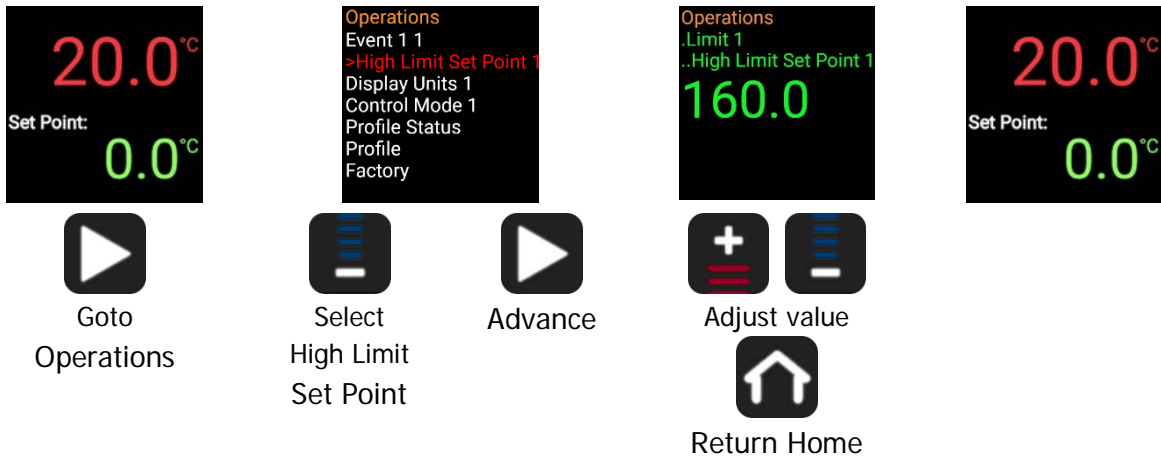 20.0°C
Set Point:
0.0°C
Operations
Event 1 1
>High Limit Set Point 1
Display Units 1
Control Mode 1
Profile Status
Profile
Factory
Operations
.Limit 1
..High Limit Set Point 1
160.0
20.0°C
Set Point:
0.0°C
Goto
Operations
Select
High Limit
Set Point
Advance
Adjust value
Return Home